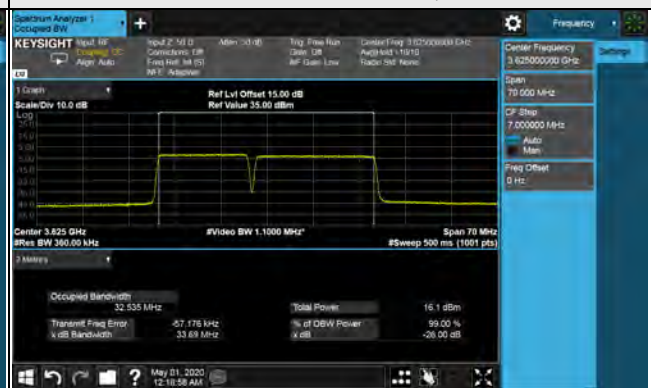 Spectrum Analyzer 1
Occupied BW
+
Frequency
KEYSIGHT Input: RF
Coupling: DC
Align: Auto
Input Z: 50 Ω
Corrections: Off
Freq Ref: Int (S)
NFE: Adaptive
Trig: Free Run
Gate: Off
#IF Gain: Low
Center Freq: 3.625000000 GHz
Avg|Hold: 10/10
Radio Std: None
Center Frequency
3.625000000 GHz
Settings
Span
70.000 MHz
CF Step
7.000000 MHz
Auto
Man
Freq Offset
0 Hz
1 Graph
Scale/Div 10.0 dB
Ref Lvl Offset 15.00 dB
Ref Value 35.00 dBm
Log
Center 3.625 GHz
#Res BW 360.00 kHz
#Video BW 1.1000 MHz*
Span 70 MHz
#Sweep 500 ms (1001 pts)
2 Metrics
Occupied Bandwidth
32.535 MHz
Total Power 16.1 dBm
Transmit Freq Error -57.176 kHz
% of OBW Power 99.00 %
x dB Bandwidth 33.69 MHz
x dB -26.00 dB
?
May 01, 2020
12:18:58 AM